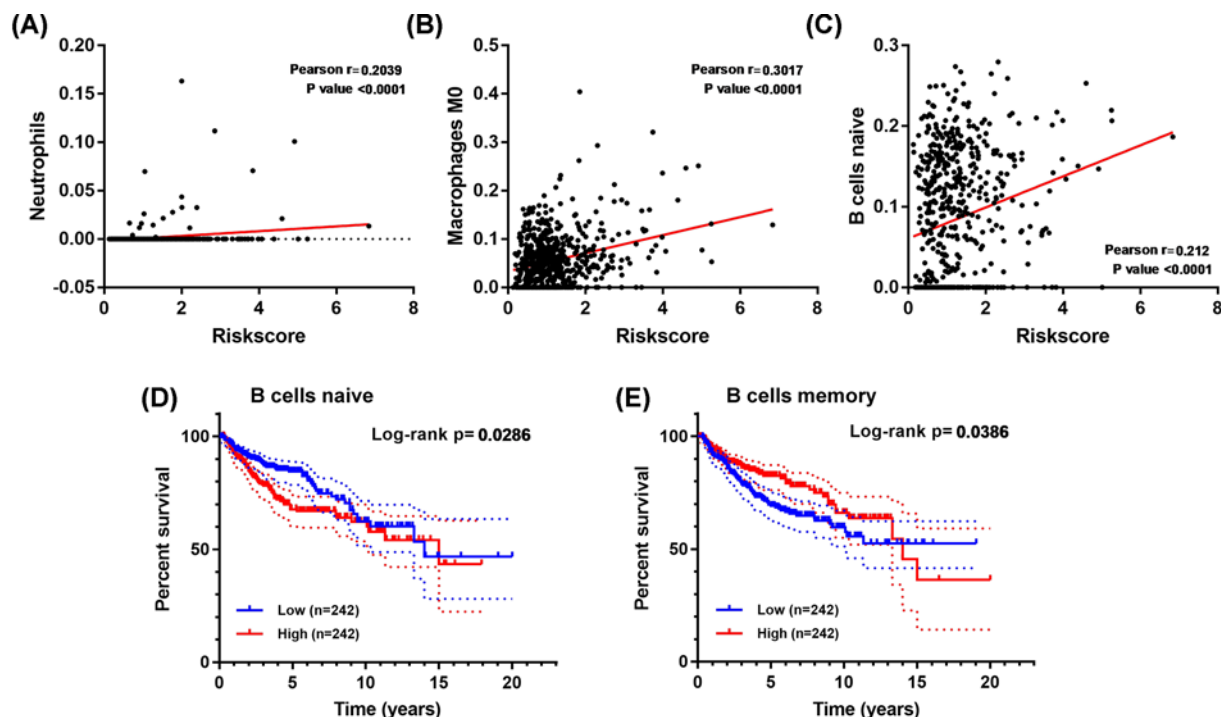 (A)
0.20
0.15
0.10
0.05
0.00
-0.05
Neutrophils
Pearson r=0.2039
P value <0.0001
0 2 4 6 8
Riskscore
(B)
0.5
0.4
0.3
0.2
0.1
0.0
Macrophages M0
Pearson r=0.3017
P value <0.0001
0 2 4 6 8
Riskscore
(C)
0.3
0.2
0.1
0.0
B cells naive
Pearson r=0.212
P value <0.0001
0 2 4 6 8
Riskscore
(D)
B cells naive
Log-rank p= 0.0286
100
50
0
Percent survival
Low (n=242)
High (n=242)
0 5 10 15 20
Time (years)
(E)
B cells memory
Log-rank p= 0.0386
100
50
0
Percent survival
Low (n=242)
High (n=242)
0 5 10 15 20
Time (years)